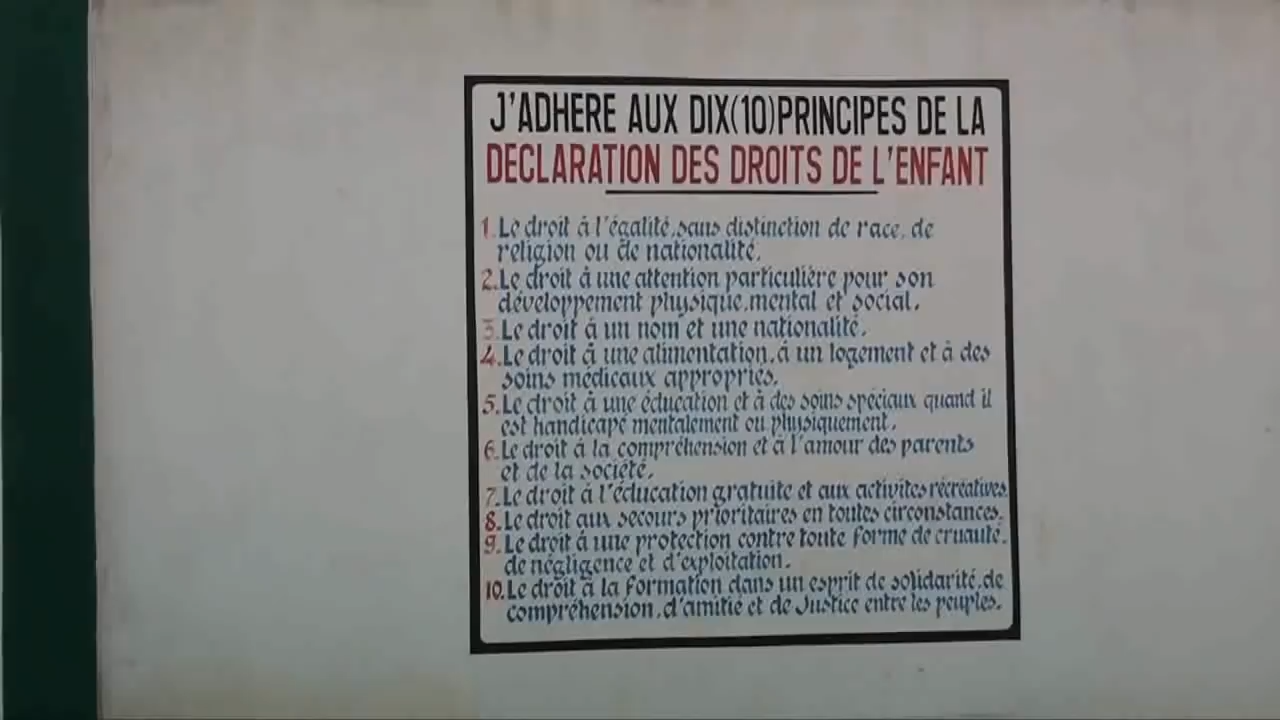 J'ADHERE AUX DIX(10)PRINCIPES DE LA
DECLARATION DES DROITS DE L'ENFANT
1. Le droit à l'égalité, sans distinction de race, de
religion ou de nationalité.
2. Le droit à une attention particulière pour son
développement physique, mental et social.
3. Le droit à un nom et une nationalité.
4. Le droit à une alimentation, à un logement et à des
soins médicaux appropriés.
5. Le droit à une éducation et à des soins spéciaux quand il
est handicapé mentalement ou physiquement.
6. Le droit à la compréhension et à l'amour des parents
et de la société.
7. Le droit à l'éducation gratuite et aux activités récréatives.
8. Le droit aux secours prioritaires en toutes circonstances.
9. Le droit à une protection contre toute forme de cruauté,
de négligence et d'exploitation.
10. Le droit à la formation dans un esprit de solidarité, de
compréhension, d'amitié et de Justice entre les peuples.